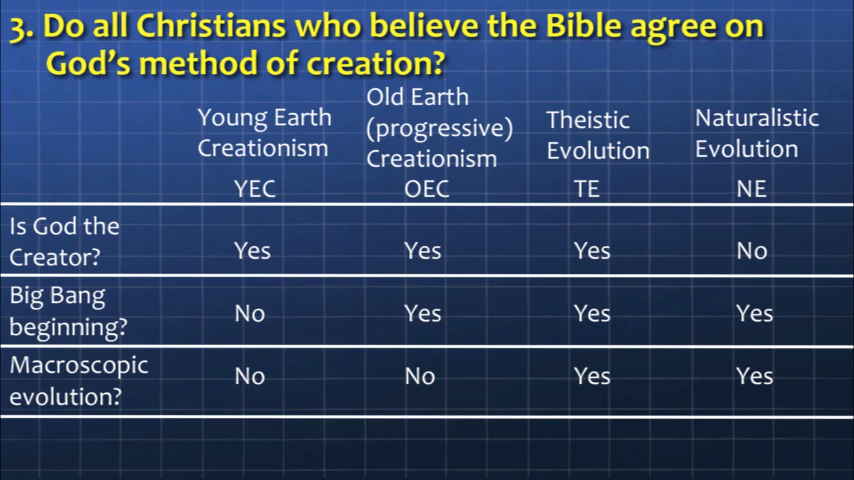 3. Do all Christians who believe the Bible agree on
God's method of creation?
Young Earth
Creationism
Old Earth
(progressive)
Creationism
Theistic
Evolution
Naturalistic
Evolution
YEC OEC TE NE
Is God the
Creator? Yes Yes Yes No
Big Bang
beginning? No Yes Yes Yes
Macroscopic
evolution? No No Yes Yes